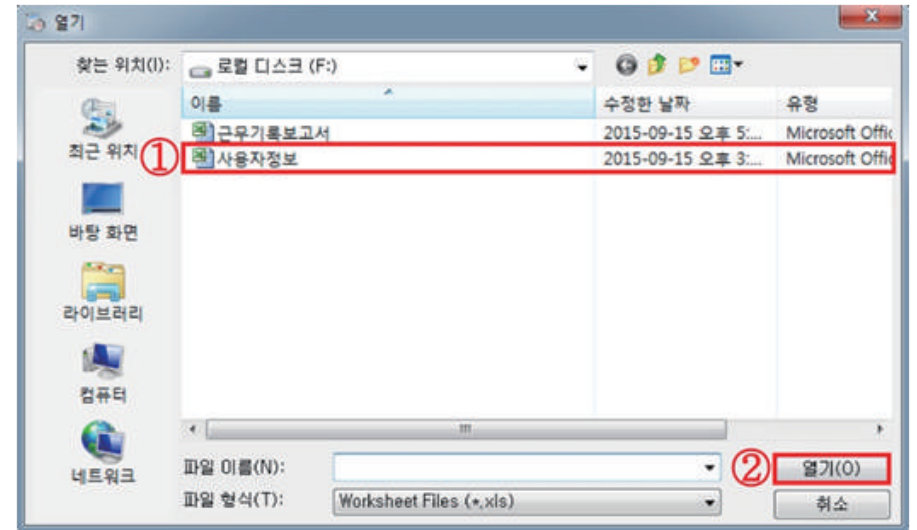 열기
찾는 위치(I): 로컬 디스크 (F:)
이름 수정한 날짜 유형
근무기록보고서 2015-09-15 오후 5:... Microsoft Offic
① 사용자정보 2015-09-15 오후 3:... Microsoft Offic
최근 위치
바탕 화면
라이브러리
컴퓨터
네트워크
파일 이름(N): ② 열기(O)
파일 형식(T): Worksheet Files (*.xls) 취소